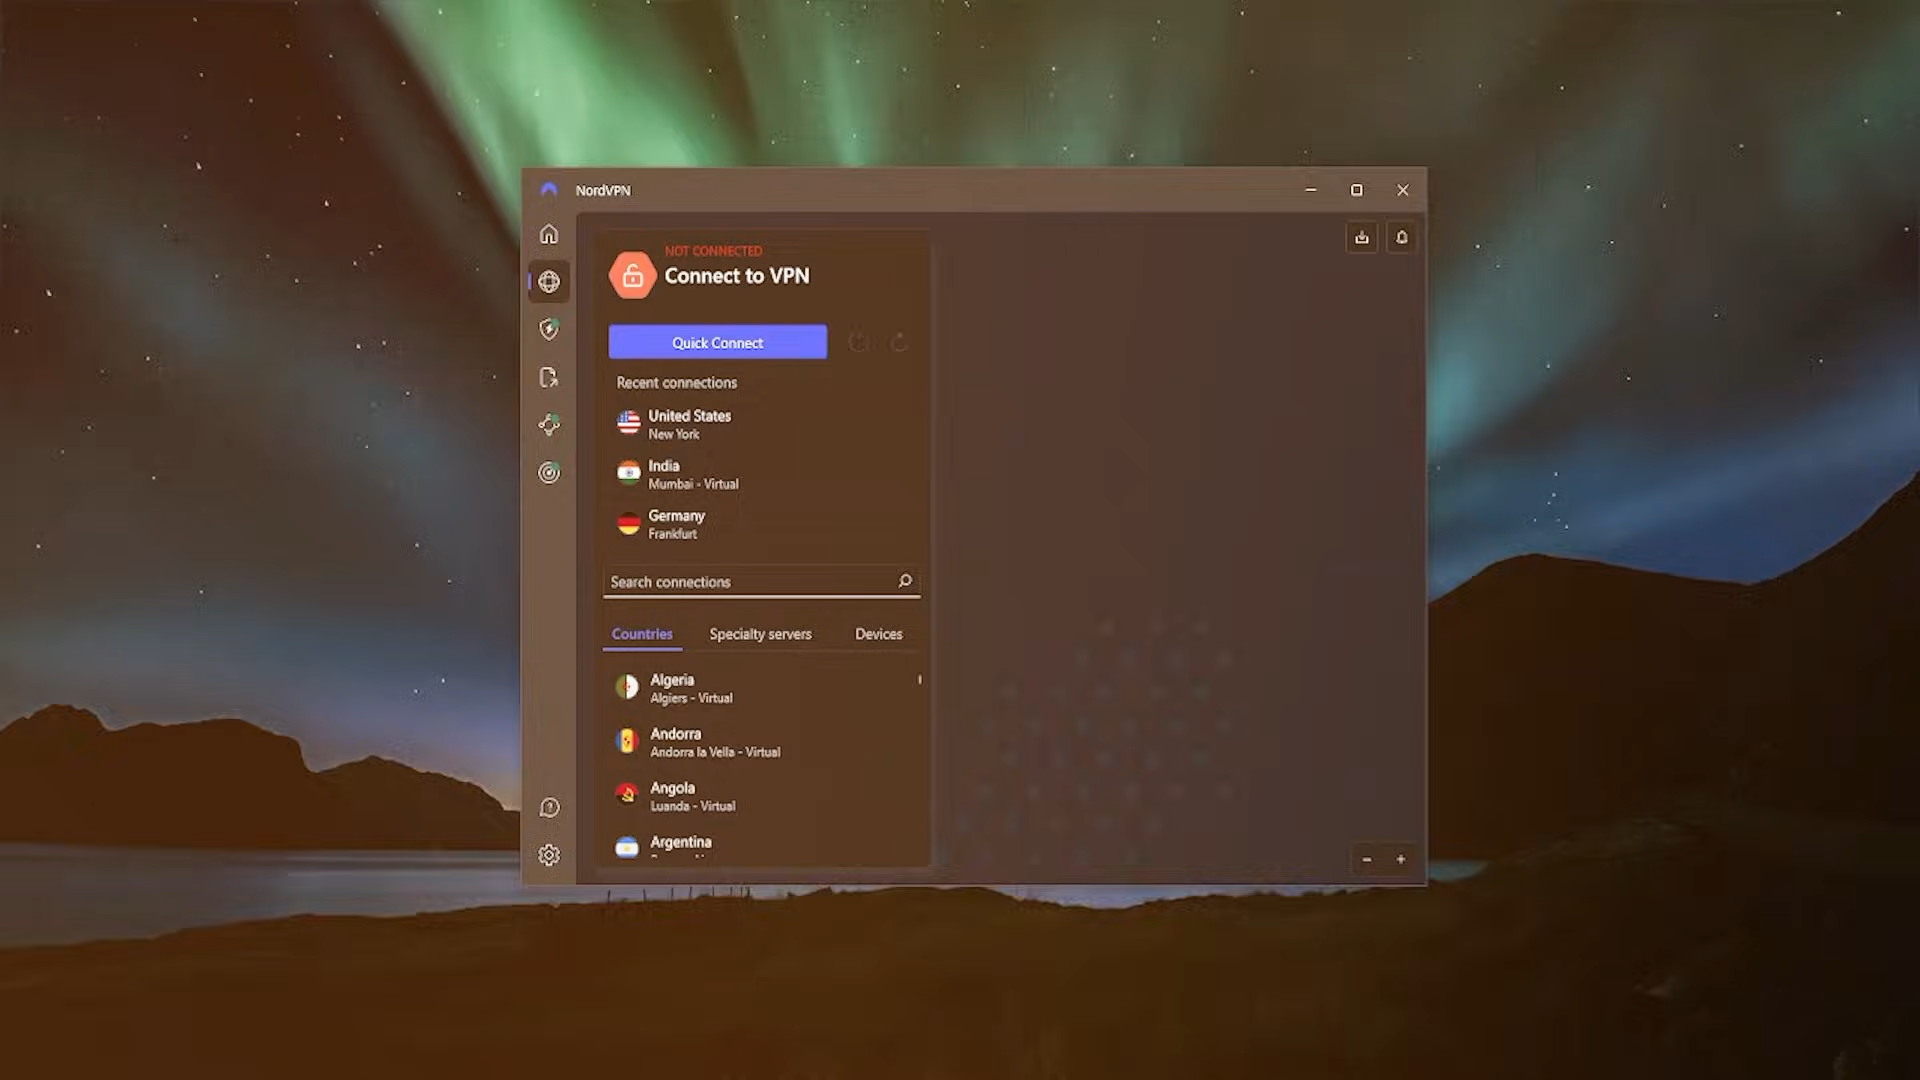 NordVPN
NOT CONNECTED
Connect to VPN
Quick Connect
Recent connections
United States
New York
India
Mumbai - Virtual
Germany
Frankfurt
Search connections
Countries Specialty servers Devices
Algeria
Algiers - Virtual
Andorra
Andorra la Vella - Virtual
Angola
Luanda - Virtual
Argentina